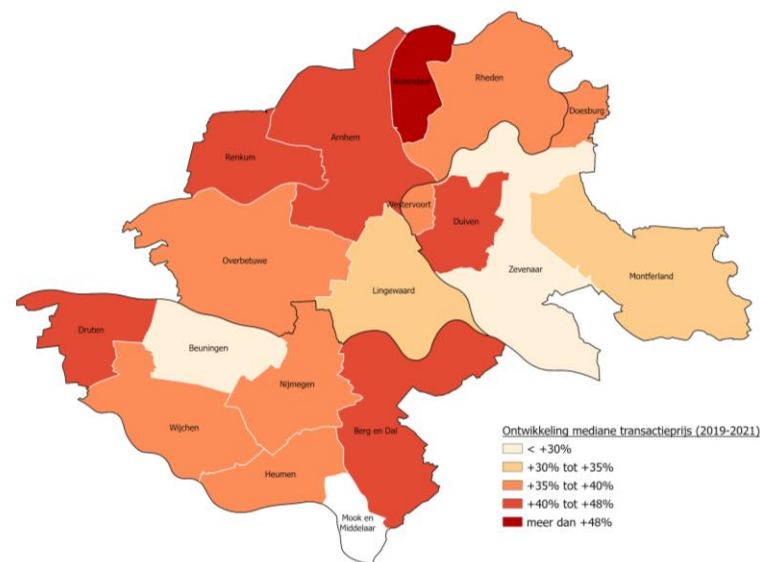 Rozendaal
Rheden
Doesburg
Arnhem
Renkum
Westervoort
Duiven
Overbetuwe
Zevenaar
Montferland
Lingewaard
Druten
Beuningen
Nijmegen
Wijchen
Berg en Dal
Heumen
Mook en
Middelaar
Ontwikkeling mediane transactieprijs (2019-2021)
< +30%
+30% tot +35%
+35% tot +40%
+40% tot +48%
meer dan +48%